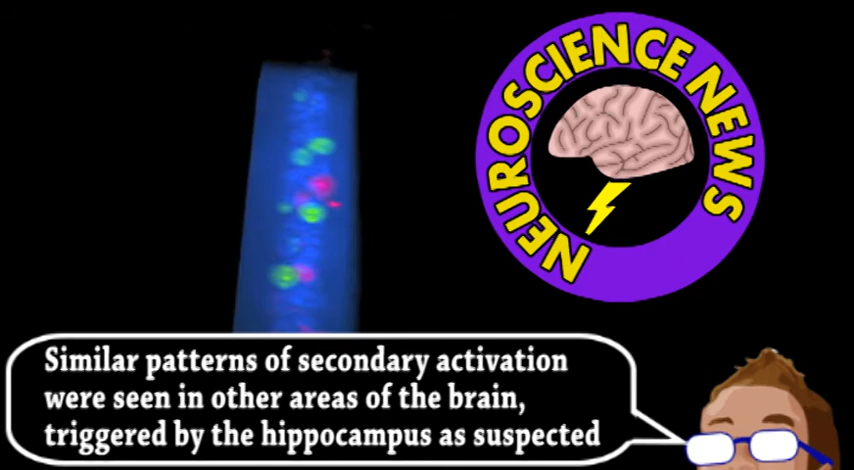 NEUROSCIENCE NEWS
Similar patterns of secondary activation
were seen in other areas of the brain,
triggered by the hippocampus as suspected